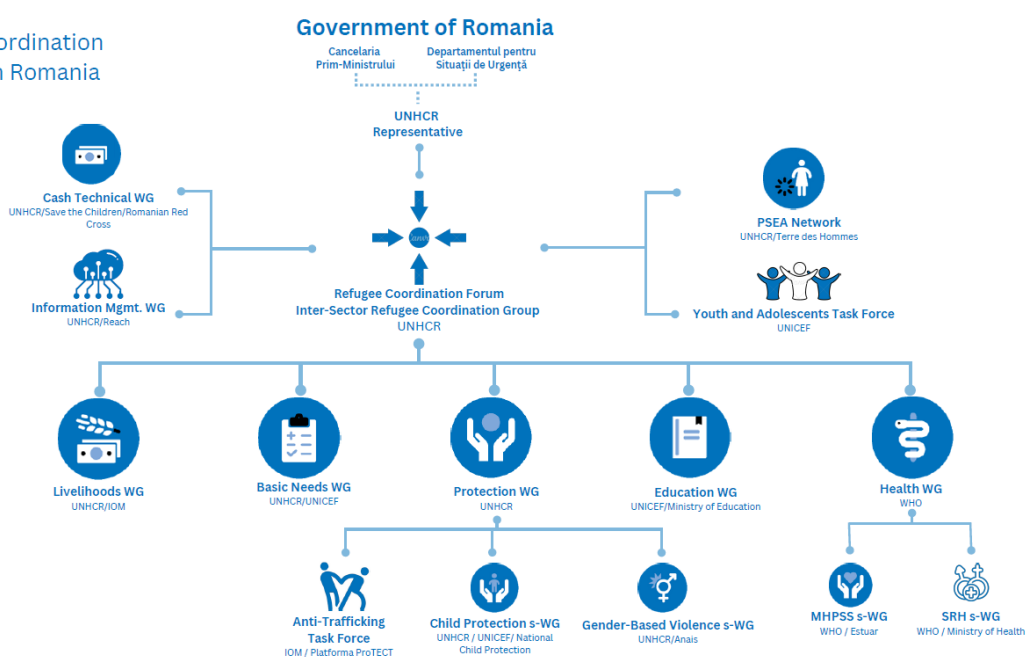 Government of Romania
ordination
n Romania
Cancelaria
Prim-Ministrului
Departamentul pentru
Situații de Urgență
UNHCR
Representative
Cash Technical WG
UNHCR/Save the Children/Romanian Red
Cross
PSEA Network
UNHCR/Terre des Hommes
Information Mgmt. WG
UNHCR/Reach
Refugee Coordination Forum
Inter-Sector Refugee Coordination Group
UNHCR
Youth and Adolescents Task Force
UNICEF
Livelihoods WG
UNHCR/IOM
Basic Needs WG
UNHCR/UNICEF
Protection WG
UNHCR
Education WG
UNICEF/Ministry of Education
Health WG
WHO
Anti-Trafficking
Task Force
IOM / Platforma ProTECT
Child Protection s-WG
UNHCR / UNICEF/ National
Child Protection
Gender-Based Violence s-WG
UNHCR/Anais
MHPSS s-WG
WHO / Estuar
SRH s-WG
WHO / Ministry of Health